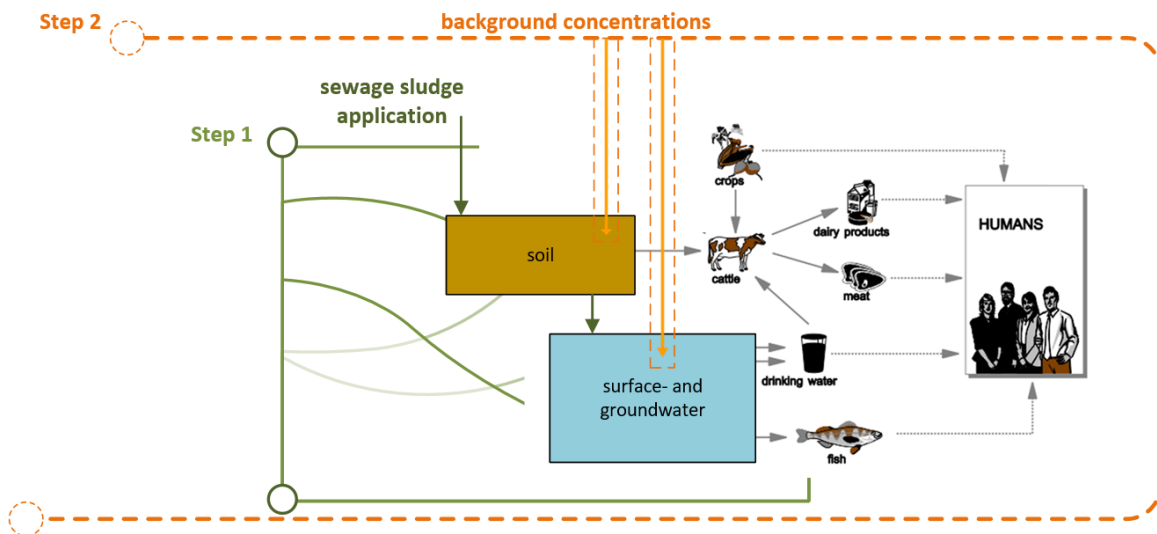 Step 2
background concentrations
sewage sludge
application
Step 1
crops
soil
cattle
dairy products
meat
HUMANS
surface- and
groundwater
drinking water
fish